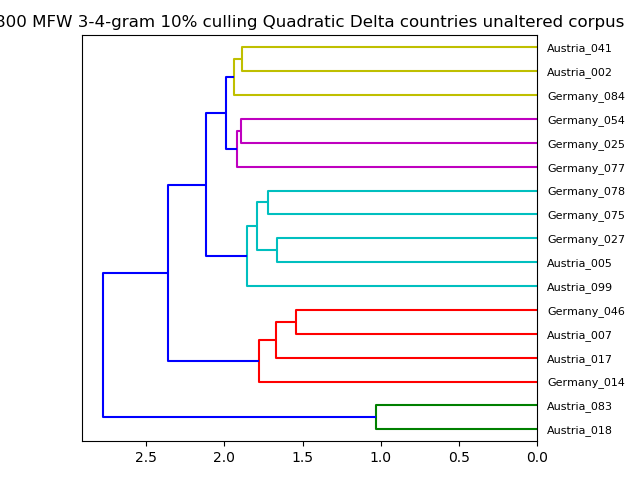 300 MFW 3-4-gram 10% culling Quadratic Delta countries unaltered corpus
Austria_041
Austria_002
Germany_084
Germany_054
Germany_025
Germany_077
Germany_078
Germany_075
Germany_027
Austria_005
Austria_099
Germany_046
Austria_007
Austria_017
Germany_014
Austria_083
Austria_018
2.5 2.0 1.5 1.0 0.5 0.0